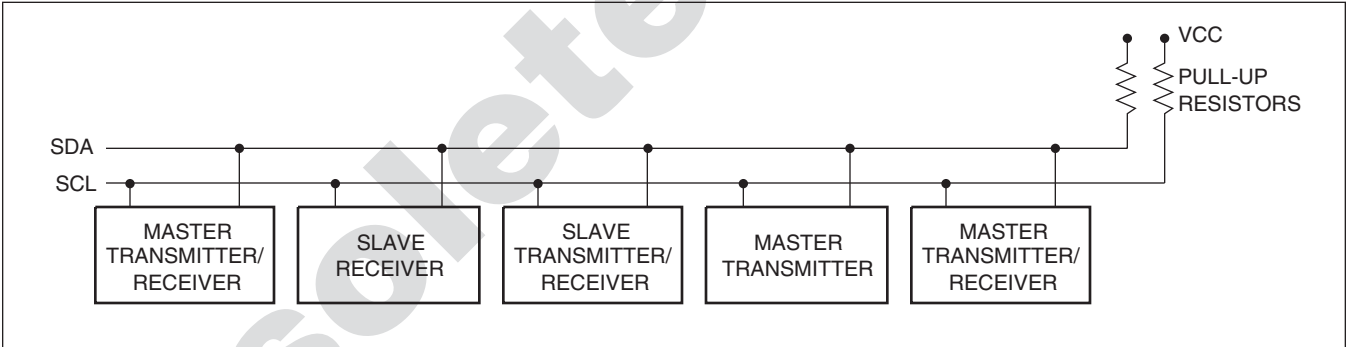 VCC
PULL-UP
RESISTORS
SDA
SCL
MASTER
TRANSMITTER/
RECEIVER
SLAVE
RECEIVER
SLAVE
TRANSMITTER/
RECEIVER
MASTER
TRANSMITTER
MASTER
TRANSMITTER/
RECEIVER
solete